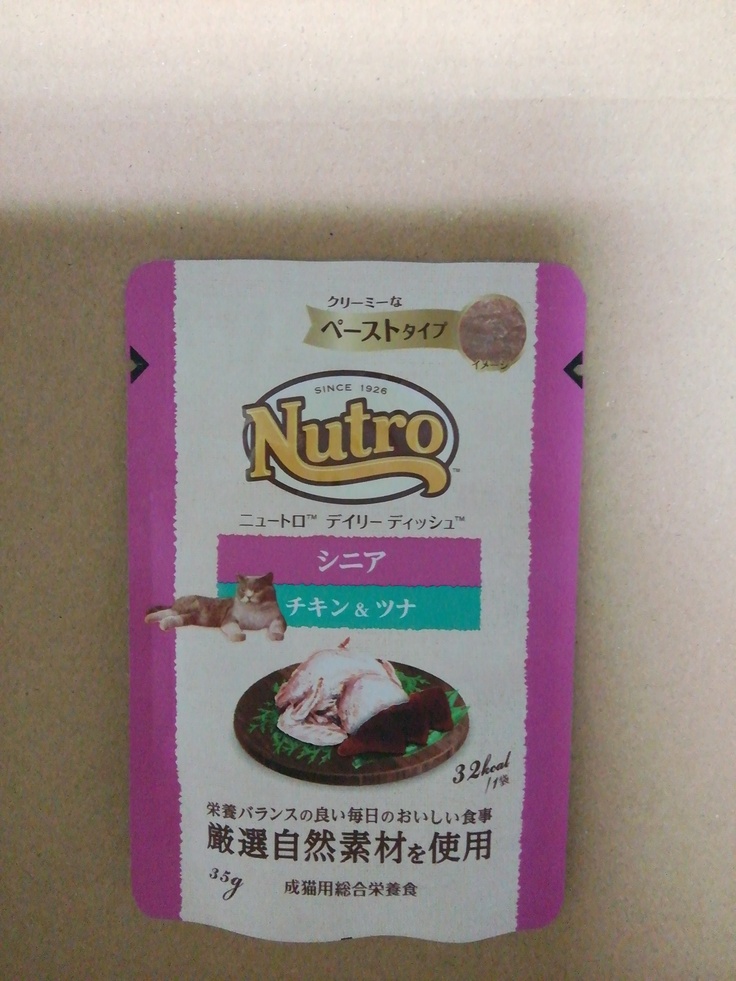 クリーミーな
ペーストタイプ
イメージ
SINCE 1926
Nutro™
ニュートロ™ デイリー ディッシュ™
シニア
チキン & ツナ
32kcal
/1袋
栄養バランスの良い毎日のおいしい食事
厳選自然素材を使用
35g
成猫用総合栄養食